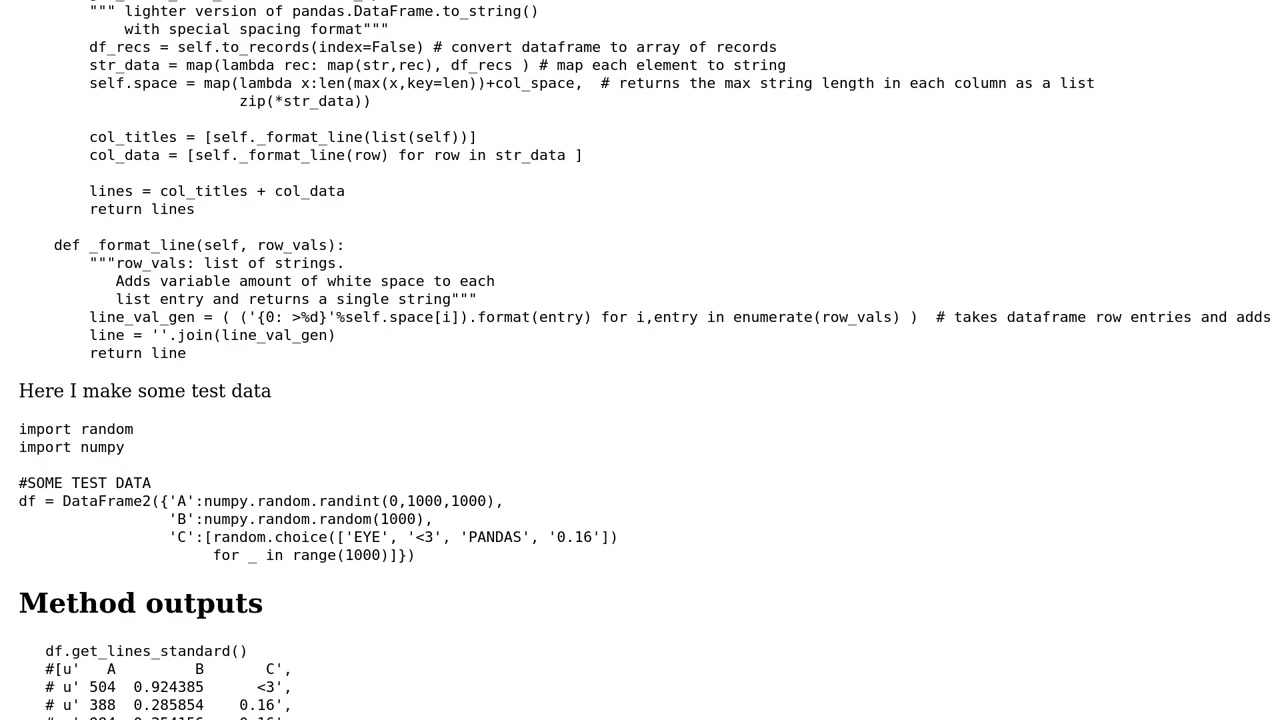 """ lighter version of pandas.DataFrame.to_string()
with special spacing format"""
df_recs = self.to_records(index=False) # convert dataframe to array of records
str_data = map(lambda rec: map(str,rec), df_recs ) # map each element to string
self.space = map(lambda x:len(max(x,key=len))+col_space,  # returns the max string length in each column as a list
zip(*str_data))
col_titles = [self._format_line(list(self))]
col_data = [self._format_line(row) for row in str_data ]
lines = col_titles + col_data
return lines
def _format_line(self, row_vals):
"""row_vals: list of strings.
Adds variable amount of white space to each
list entry and returns a single string"""
line_val_gen = ( ('{0: >%d}'%self.space[i]).format(entry) for i,entry in enumerate(row_vals) )  # takes dataframe row entries and adds
line = ''.join(line_val_gen)
return line
Here I make some test data
import random
import numpy
#SOME TEST DATA
df = DataFrame2({'A':numpy.random.randint(0,1000,1000),
'B':numpy.random.random(1000),
'C':[random.choice(['EYE', '<3', 'PANDAS', '0.16'])
for _ in range(1000)]})
Method outputs
df.get_lines_standard()
#[u'   A         B       C',
# u' 504  0.924385      <3',
# u' 388  0.285854    0.16',